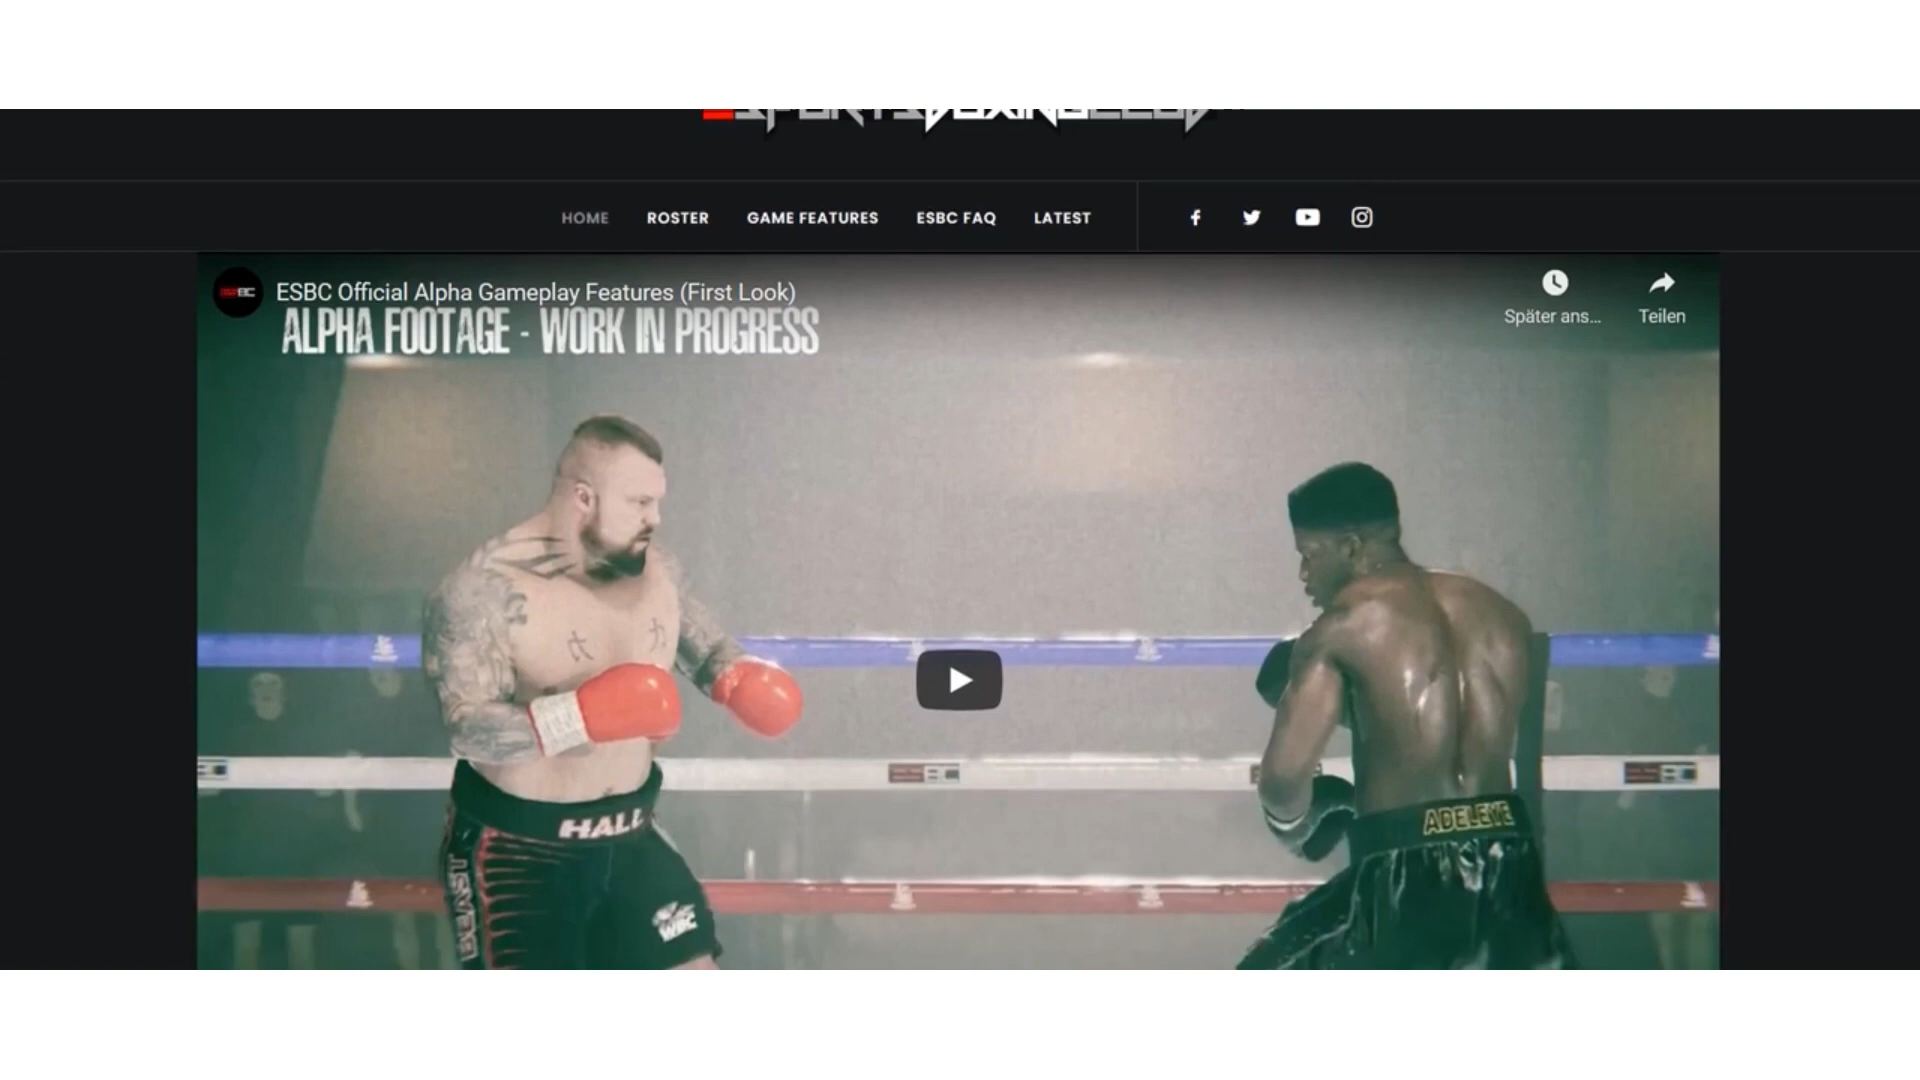 ESPORTSBOXINGCLUB
HOME ROSTER GAME FEATURES ESBC FAQ LATEST
ESBC Official Alpha Gameplay Features (First Look)
ALPHA FOOTAGE - WORK IN PROGRESS
Später ans...
Teilen
HALL
ADELEYE
BEAST
WBC